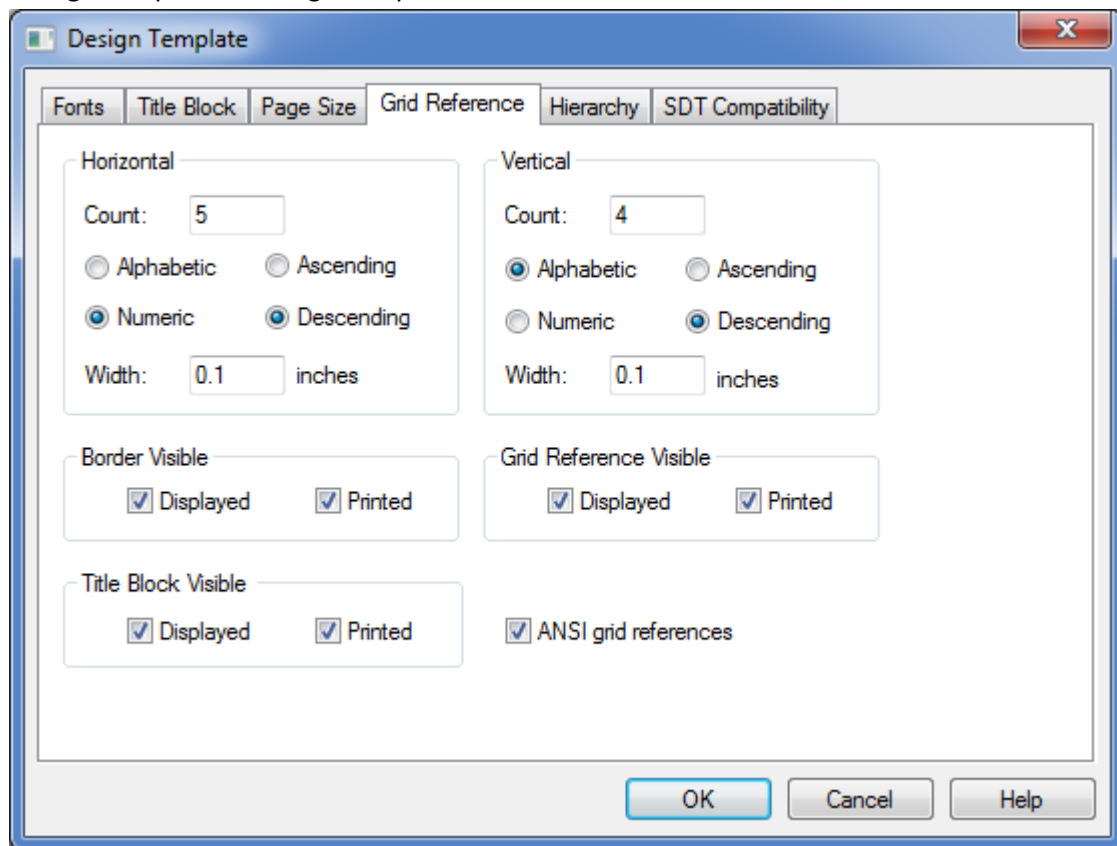 Design Template
x
Fonts Title Block Page Size Grid Reference Hierarchy SDT Compatibility
Horizontal Vertical
Count: 5 Count: 4
Alphabetic Ascending Alphabetic Ascending
Numeric Descending Numeric Descending
Width: 0.1 inches Width: 0.1 inches
Border Visible Grid Reference Visible
Displayed Printed Displayed Printed
Title Block Visible
Displayed Printed ANSI grid references
OK Cancel Help